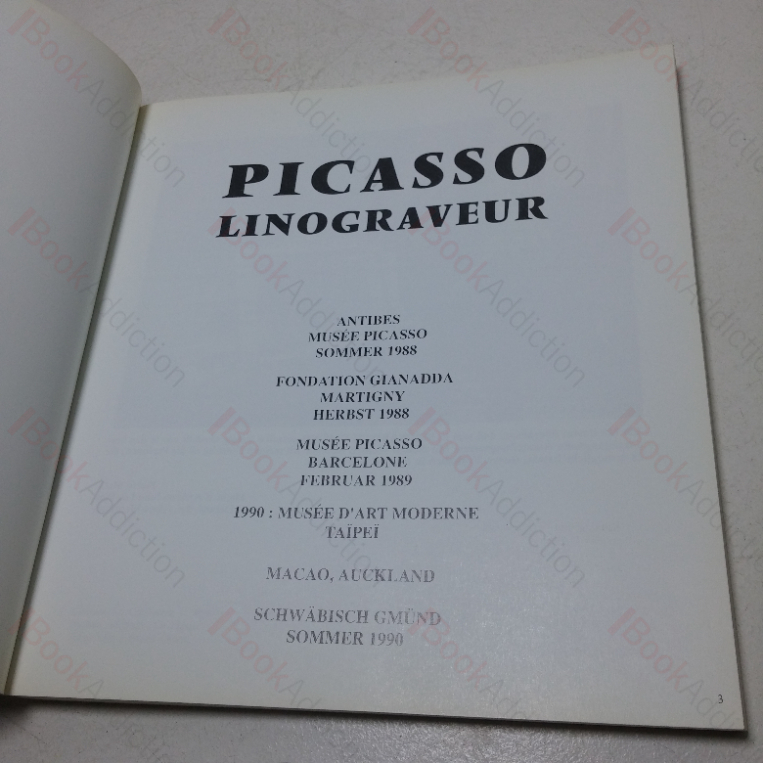 PICASSO
LINOGRAVEUR
ANTIBES
MUSÉE PICASSO
SOMMER 1988
FONDATION GIANADDA
MARTIGNY
HERBST 1988
MUSÉE PICASSO
BARCELONE
FEBRUAR 1989
1990 : MUSÉE D'ART MODERNE
TAÏPEÏ
MACAO, AUCKLAND
SCHWÄBISCH GMÜND
SOMMER 1990
3
BookAddiction